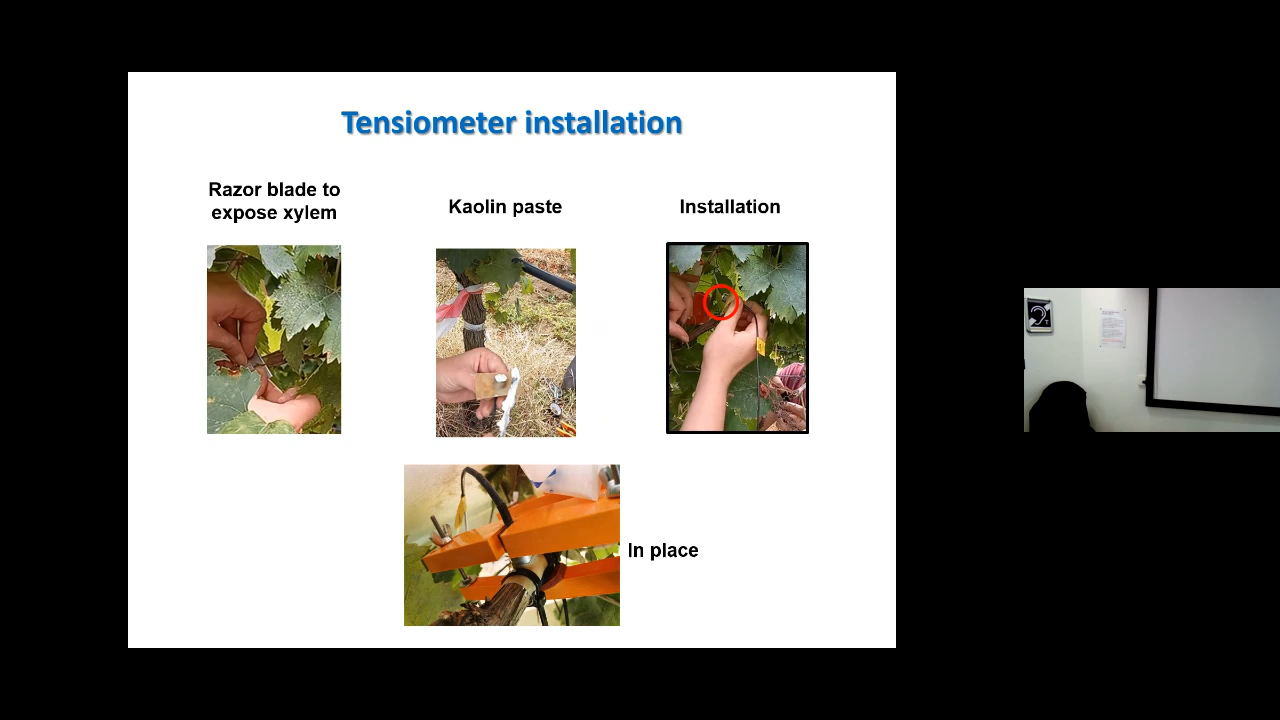 Tensiometer installation
Razor blade to
expose xylem
Kaolin paste
Installation
In place
T